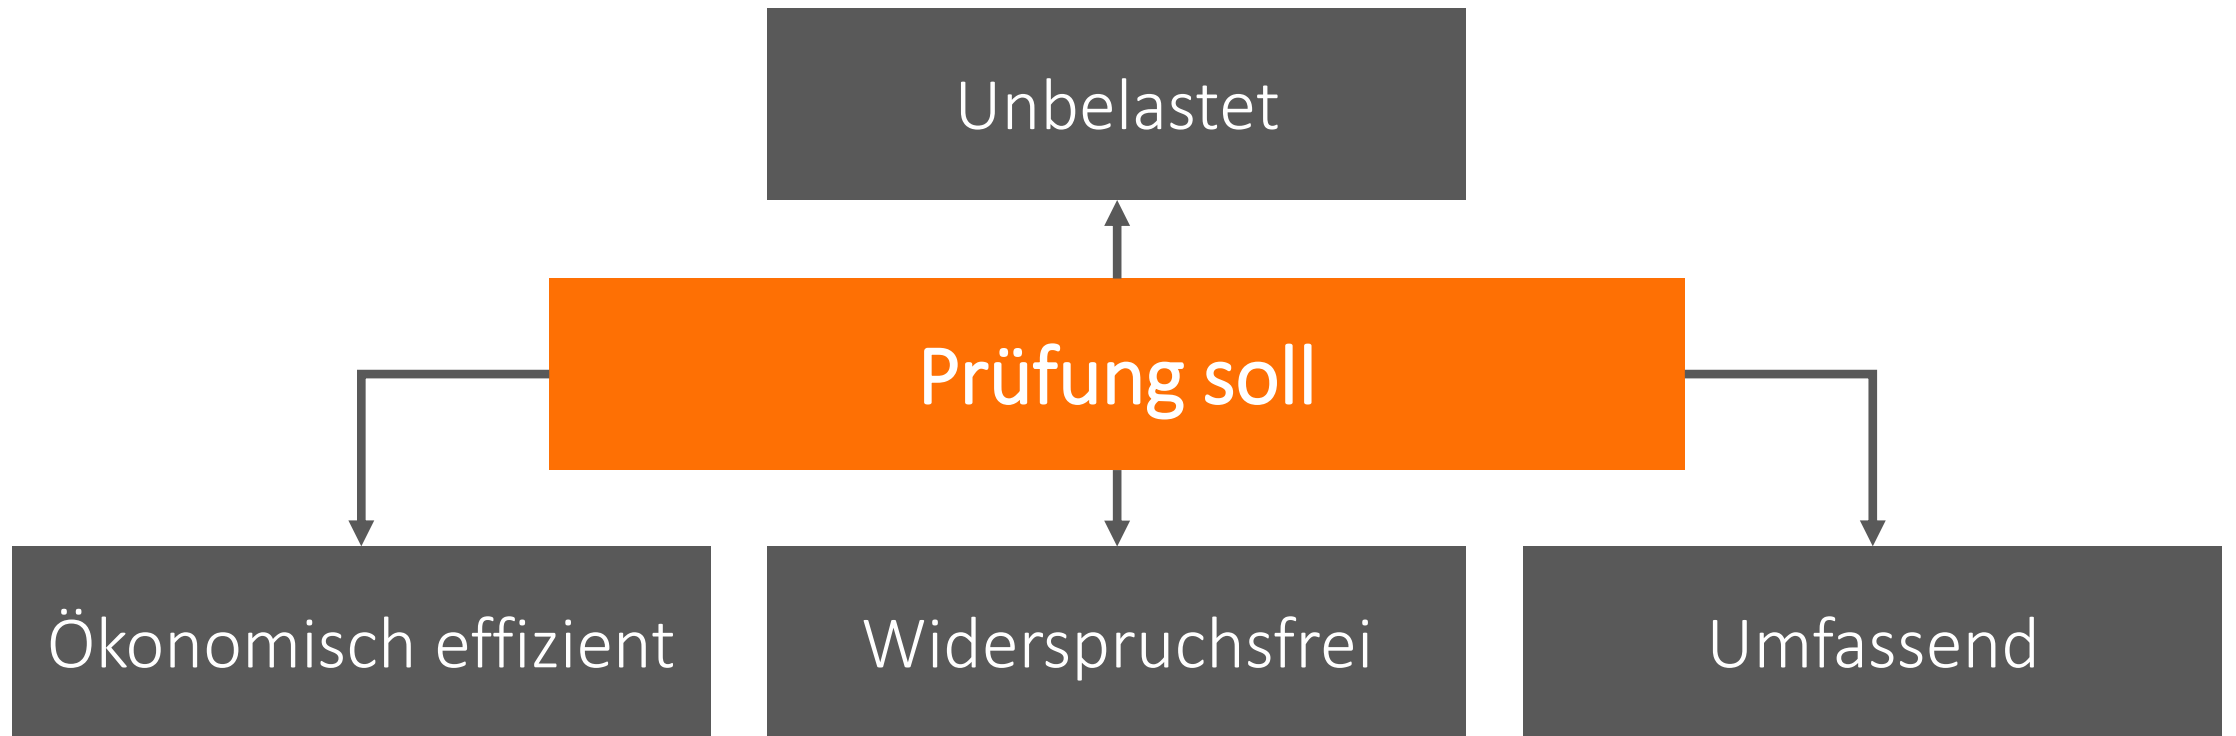 Unbelastet
Prüfung soll
Ökonomisch effizient
Widerspruchsfrei
Umfassend